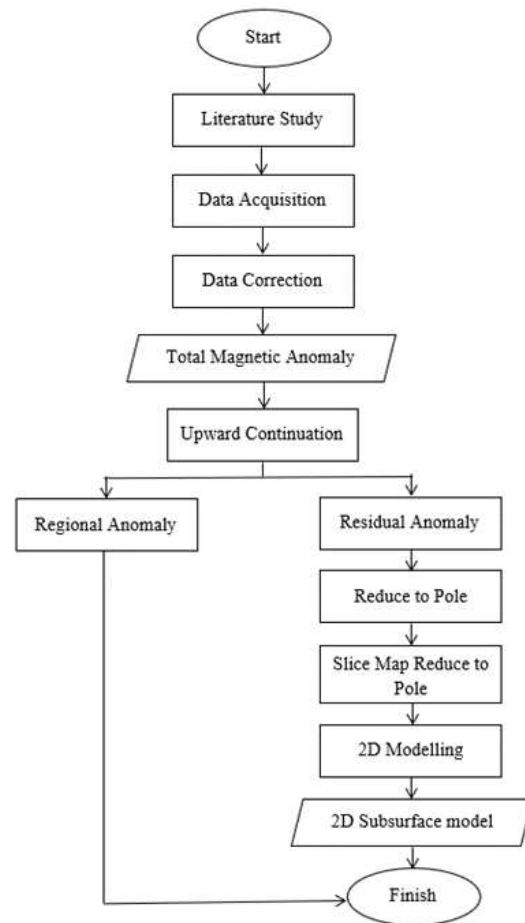 Start
Literature Study
Data Acquisition
Data Correction
Total Magnetic Anomaly
Upward Continuation
Regional Anomaly
Residual Anomaly
Reduce to Pole
Slice Map Reduce to
Pole
2D Modelling
2D Subsurface model
Finish